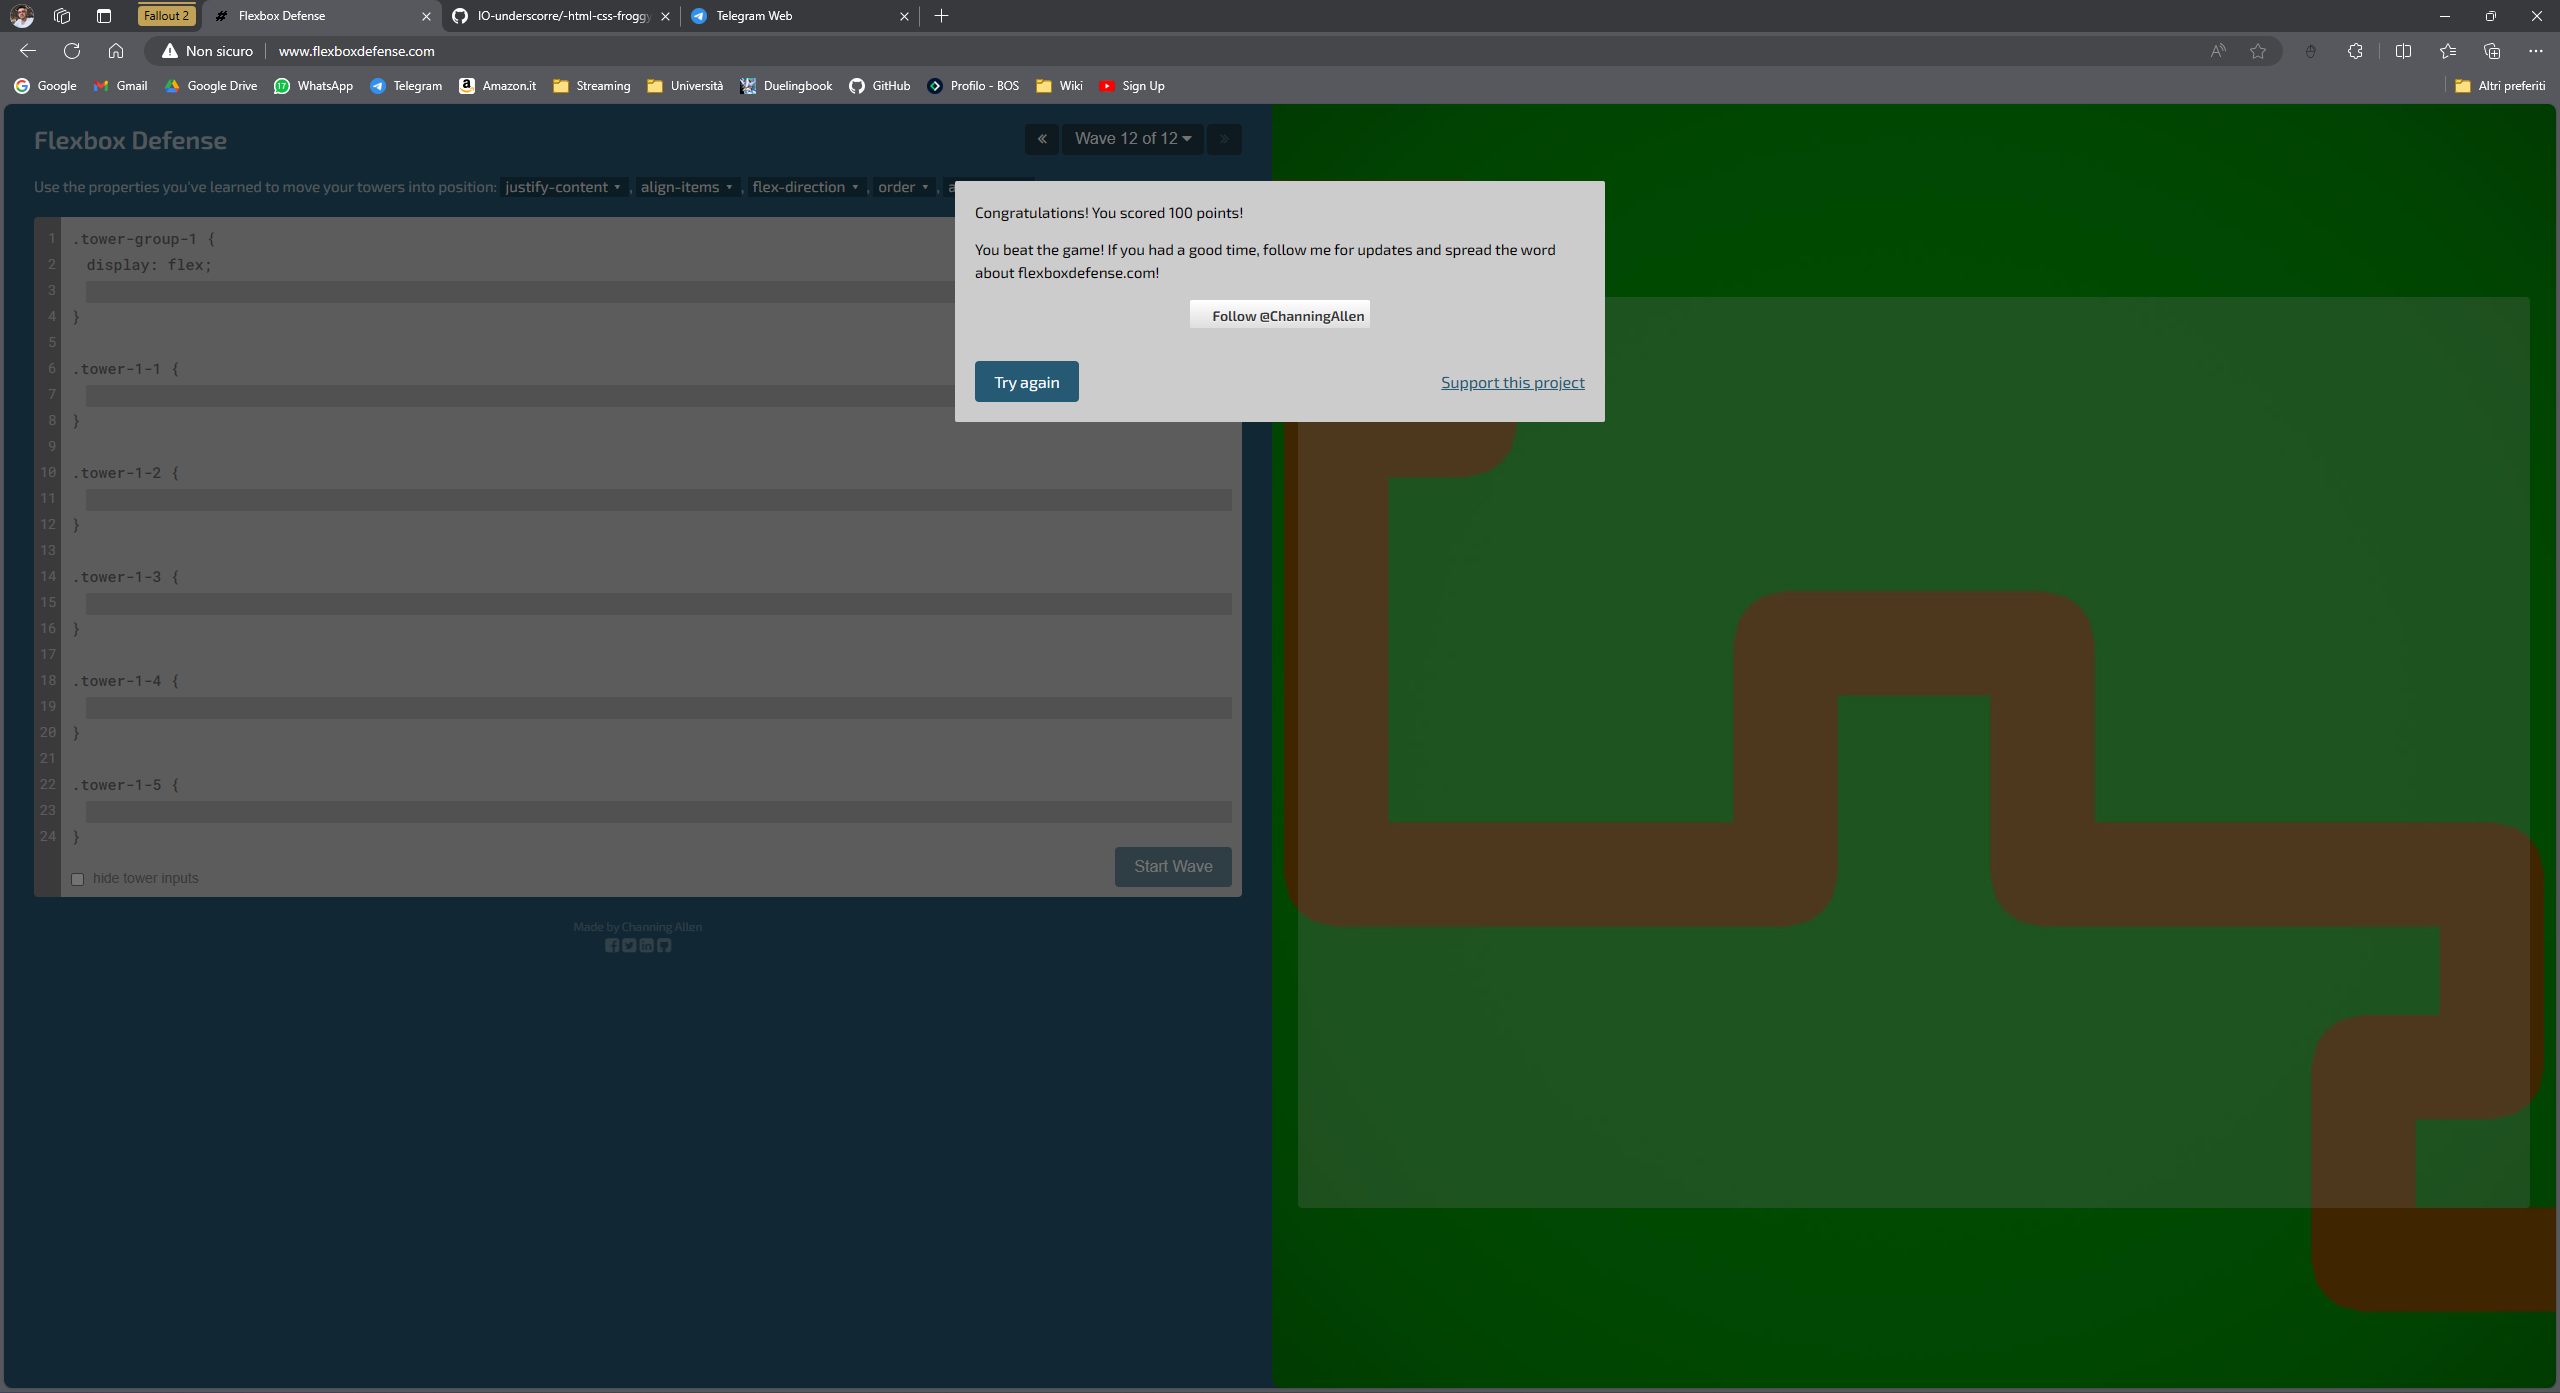 Fallout 2
Flexbox Defense
IO-underscorre/-html-css-froggy
Telegram Web
Non sicuro
www.flexboxdefense.com
Google
Gmail
Google Drive
WhatsApp
Telegram
Amazon.it
Streaming
Università
Duelingbook
GitHub
Profilo - BOS
Wiki
Sign Up
Altri preferiti
Flexbox Defense
« Wave 12 of 12 »
Use the properties you've learned to move your towers into position: justify-content , align-items , flex-direction , order , a
Congratulations! You scored 100 points!
You beat the game! If you had a good time, follow me for updates and spread the word
about flexboxdefense.com!
Follow @ChanningAllen
Try again
Support this project
1 .tower-group-1 {
2 display: flex;
3
4 }
5
6 .tower-1-1 {
7
8 }
9
10 .tower-1-2 {
11
12 }
13
14 .tower-1-3 {
15
16 }
17
18 .tower-1-4 {
19
20 }
21
22 .tower-1-5 {
23
24 }
hide tower inputs
Start Wave
Made by Channing Allen